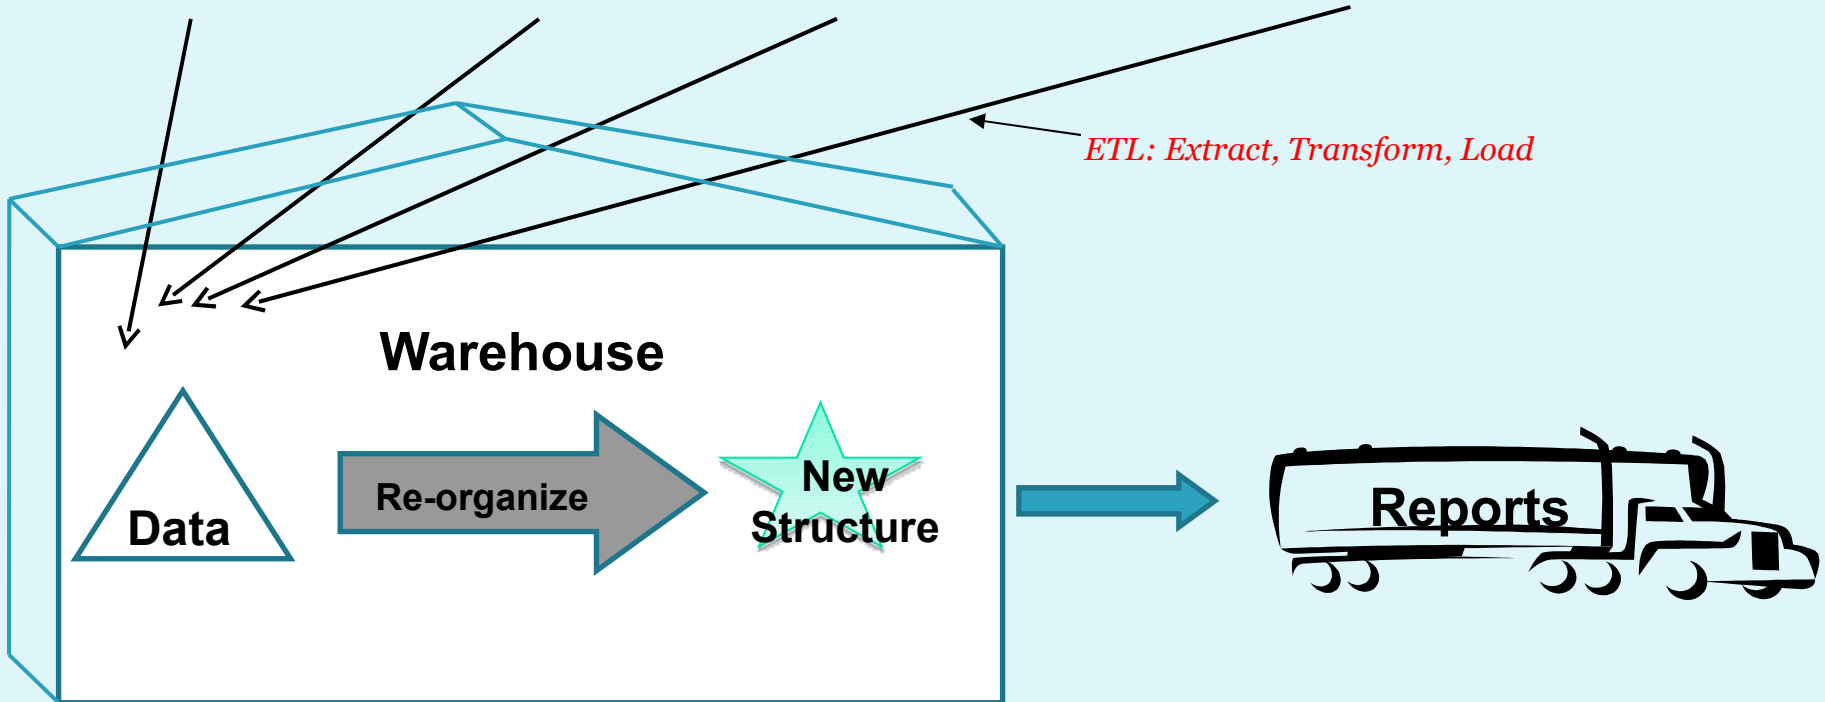 ETL: Extract, Transform, Load
Warehouse
Data
Re-organize
New
Structure
Reports